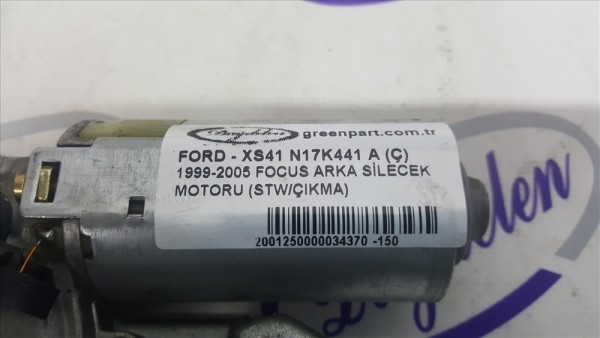 greenpart.com.tr
FORD - XS41 N17K441 A (Ç)
1999-2005 FOCUS ARKA SİLECEK
MOTORU (STW/ÇIKMA)
2001250000034370 -150